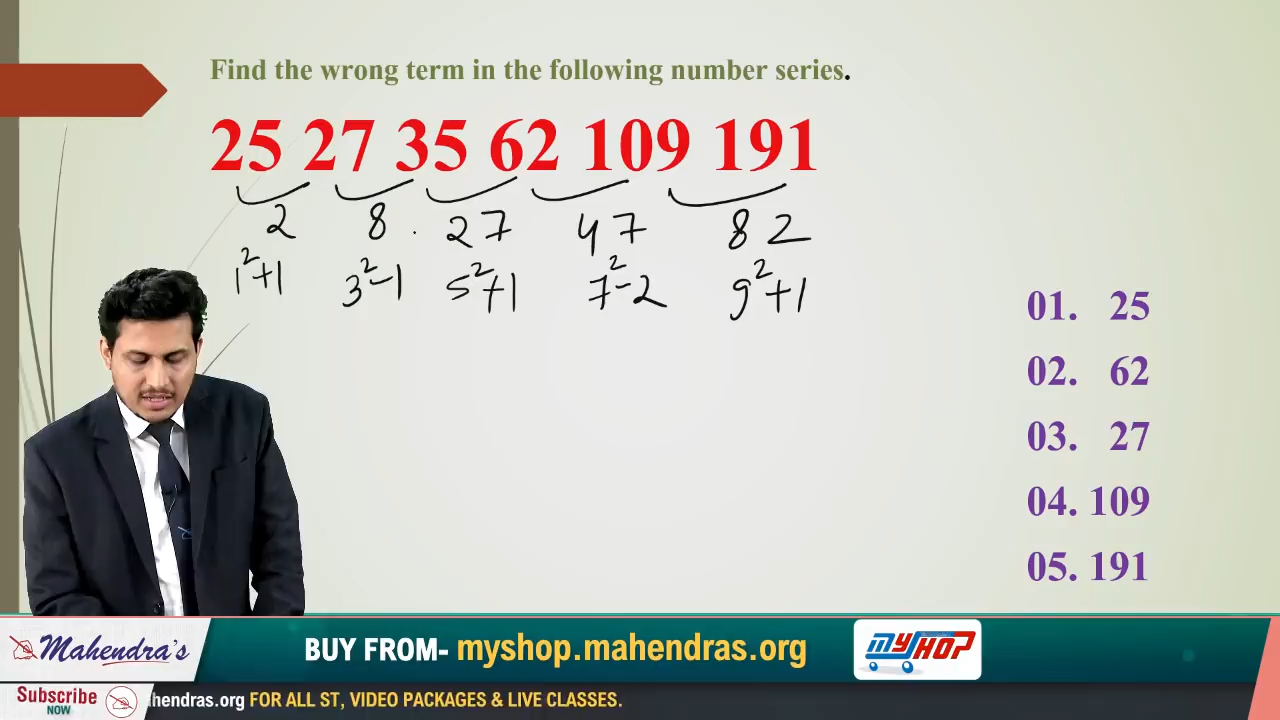 Find the wrong term in the following number series.
25 27 35 62 109 191
2 8 27 47 82
1²+1 3²-1 5²+1 7²-2 9²+1
01. 25
02. 62
03. 27
04. 109
05. 191
Mahendra's
BUY FROM- myshop.mahendras.org
MYSHOP
Subscribe
NOW
hendras.org FOR ALL ST, VIDEO PACKAGES & LIVE CLASSES.